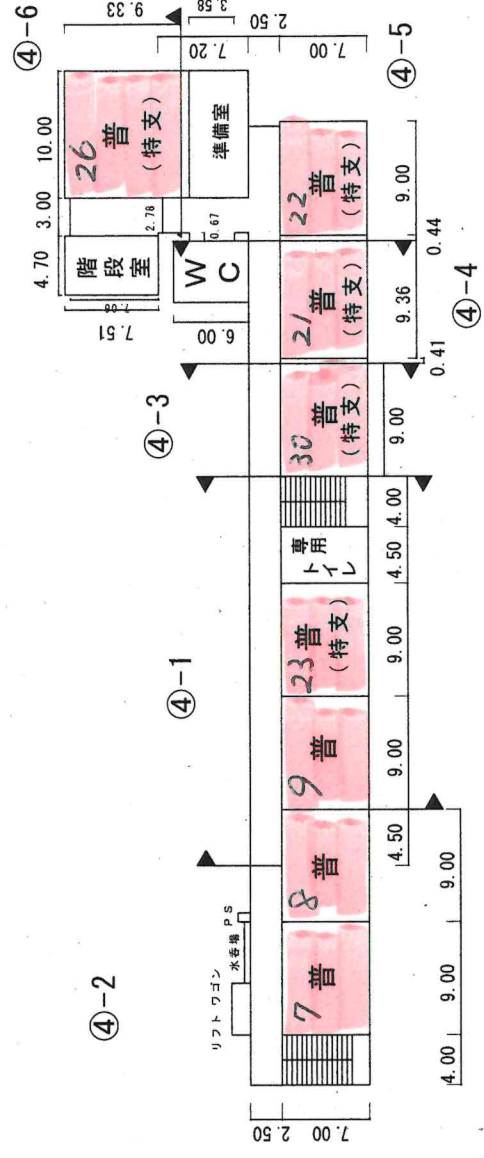 ④-6
9.33
3.58
2.50
7.20
7.00
④-5
10.00
3.00
4.70
26
普
(特支)
準備室
2.78
0.67
階段室
7.51
WC
6.00
22
普
(特支)
9.00
0.44
21
普
(特支)
9.36
④-4
0.41
④-3
30
普
(特支)
9.00
4.00
専用
トイレ
4.50
④-1
23
普
(特支)
9.00
9
普
9.00
4.50
8
普
9.00
7
普
9.00
4.00
④-2
リフト ワゴン
水呑場
PS
2.50
7.00